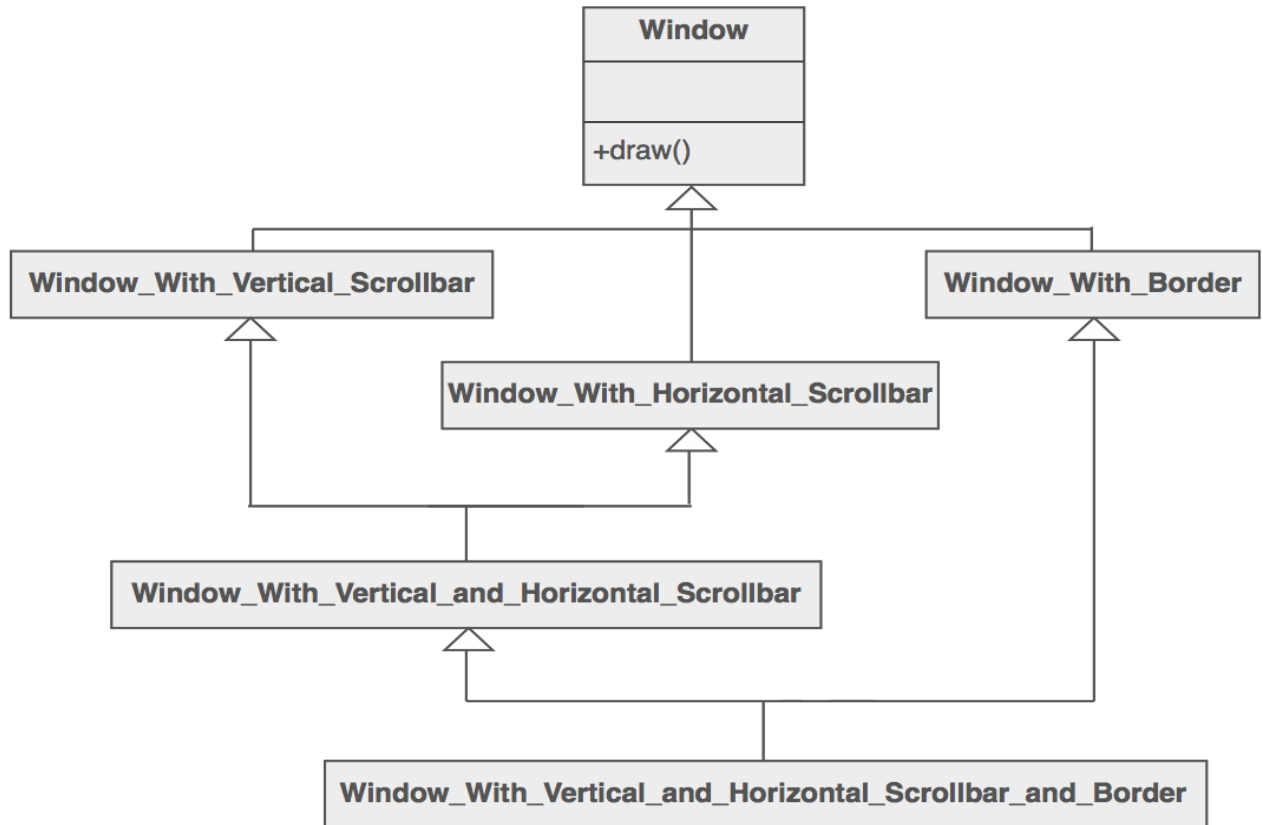 Window
+draw()
Window_With_Vertical_Scrollbar
Window_With_Border
Window_With_Horizontal_Scrollbar
Window_With_Vertical_and_Horizontal_Scrollbar
Window_With_Vertical_and_Horizontal_Scrollbar_and_Border